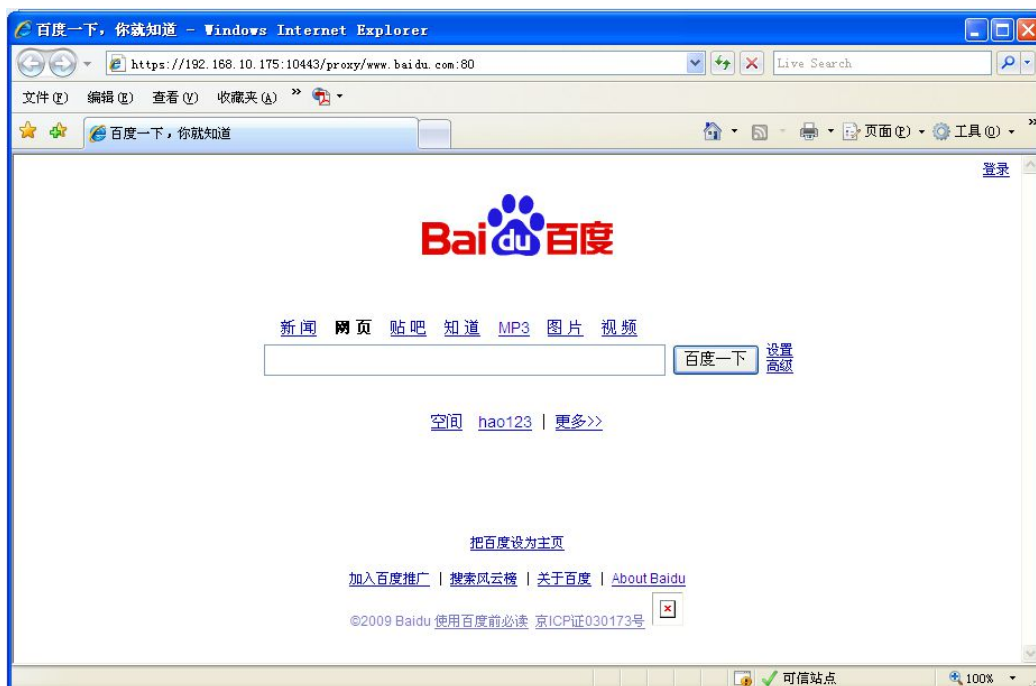 百度一下，你就知道 - Windows Internet Explorer
https://192.168.10.175:10443/proxy/www.baidu.com:80 Live Search
文件(F) 编辑(E) 查看(V) 收藏夹(A) »
百度一下，你就知道 页面(P) 工具(O) »
登录
Bai du 百度
新闻 网页 贴吧 知道 MP3 图片 视频
百度一下 设置
高级
空间 hao123 | 更多>>
把百度设为主页
加入百度推广 | 搜索风云榜 | 关于百度 | About Baidu
©2009 Baidu 使用百度前必读 京ICP证030173号
可信站点 100%